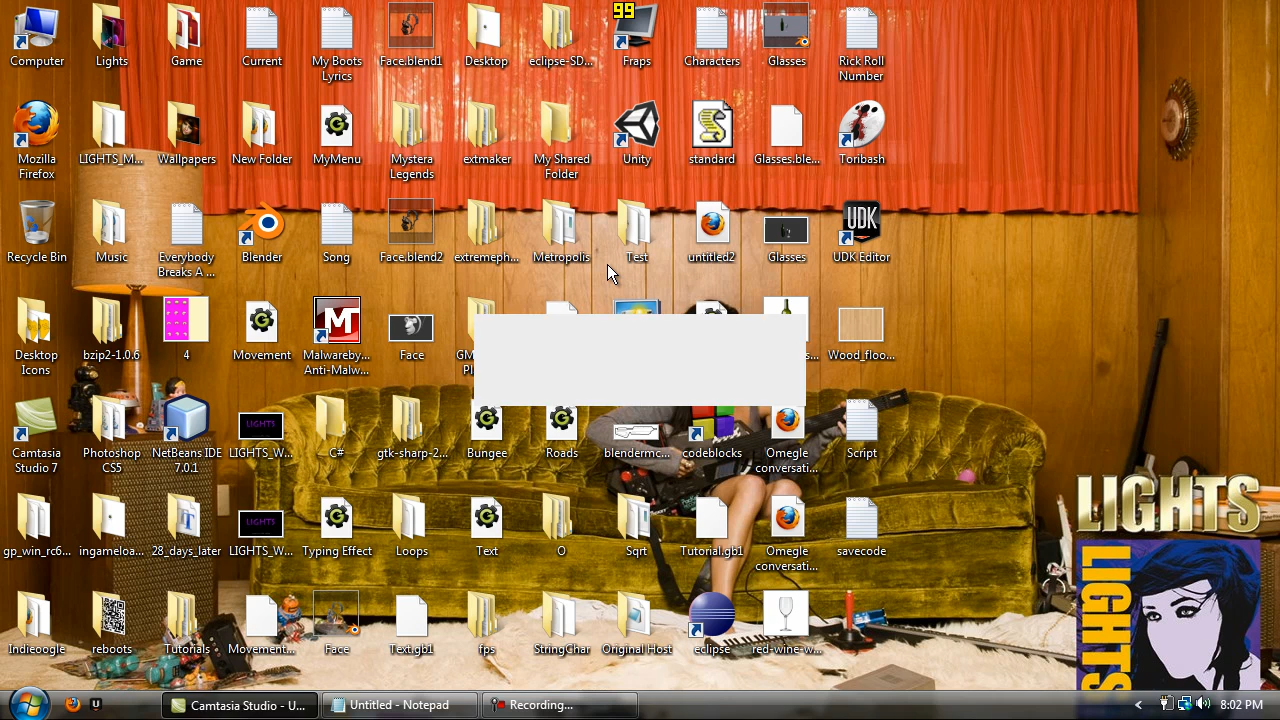 99
Computer
Lights
Game
Current
My Boots
Lyrics
Face.blend1
Desktop
eclipse-SD...
Fraps
Characters
Glasses
Rick Roll
Number
Mozilla
Firefox
LIGHTS_M...
Wallpapers
New Folder
MyMenu
Mystera
Legends
extmaker
My Shared
Folder
Unity
standard
Glasses.ble...
Toribash
Recycle Bin
Music
Everybody
Breaks A ...
Blender
Song
Face.blend2
extremeph...
Metropolis
Test
untitled2
Glasses
UDK
UDK Editor
Desktop
Icons
bzip2-1.0.6
4
Movement
Malwareby...
Anti-Malw...
Face
GM
Pl
s...
Wood_floo...
Camtasia
Studio 7
Photoshop
CS5
NetBeans IDE
7.0.1
LIGHTS
LIGHTS_W...
C#
gtk-sharp-2...
Bungee
Roads
blendermc...
codeblocks
Omegle
conversati...
Script
gp_win_rc6...
ingameloa...
28_days_later
LIGHTS
LIGHTS_W...
Typing Effect
Loops
Text
O
Sqrt
Tutorial.gb1
Omegle
conversati...
savecode
LIGHTS
LIGHTS
Indieoogle
reboots
Tutorials
Movement...
Face
Text.gb1
fps
StringChar
Original Host
eclipse
red-wine-w...
Camtasia Studio - U...
Untitled - Notepad
Recording...
8:02 PM